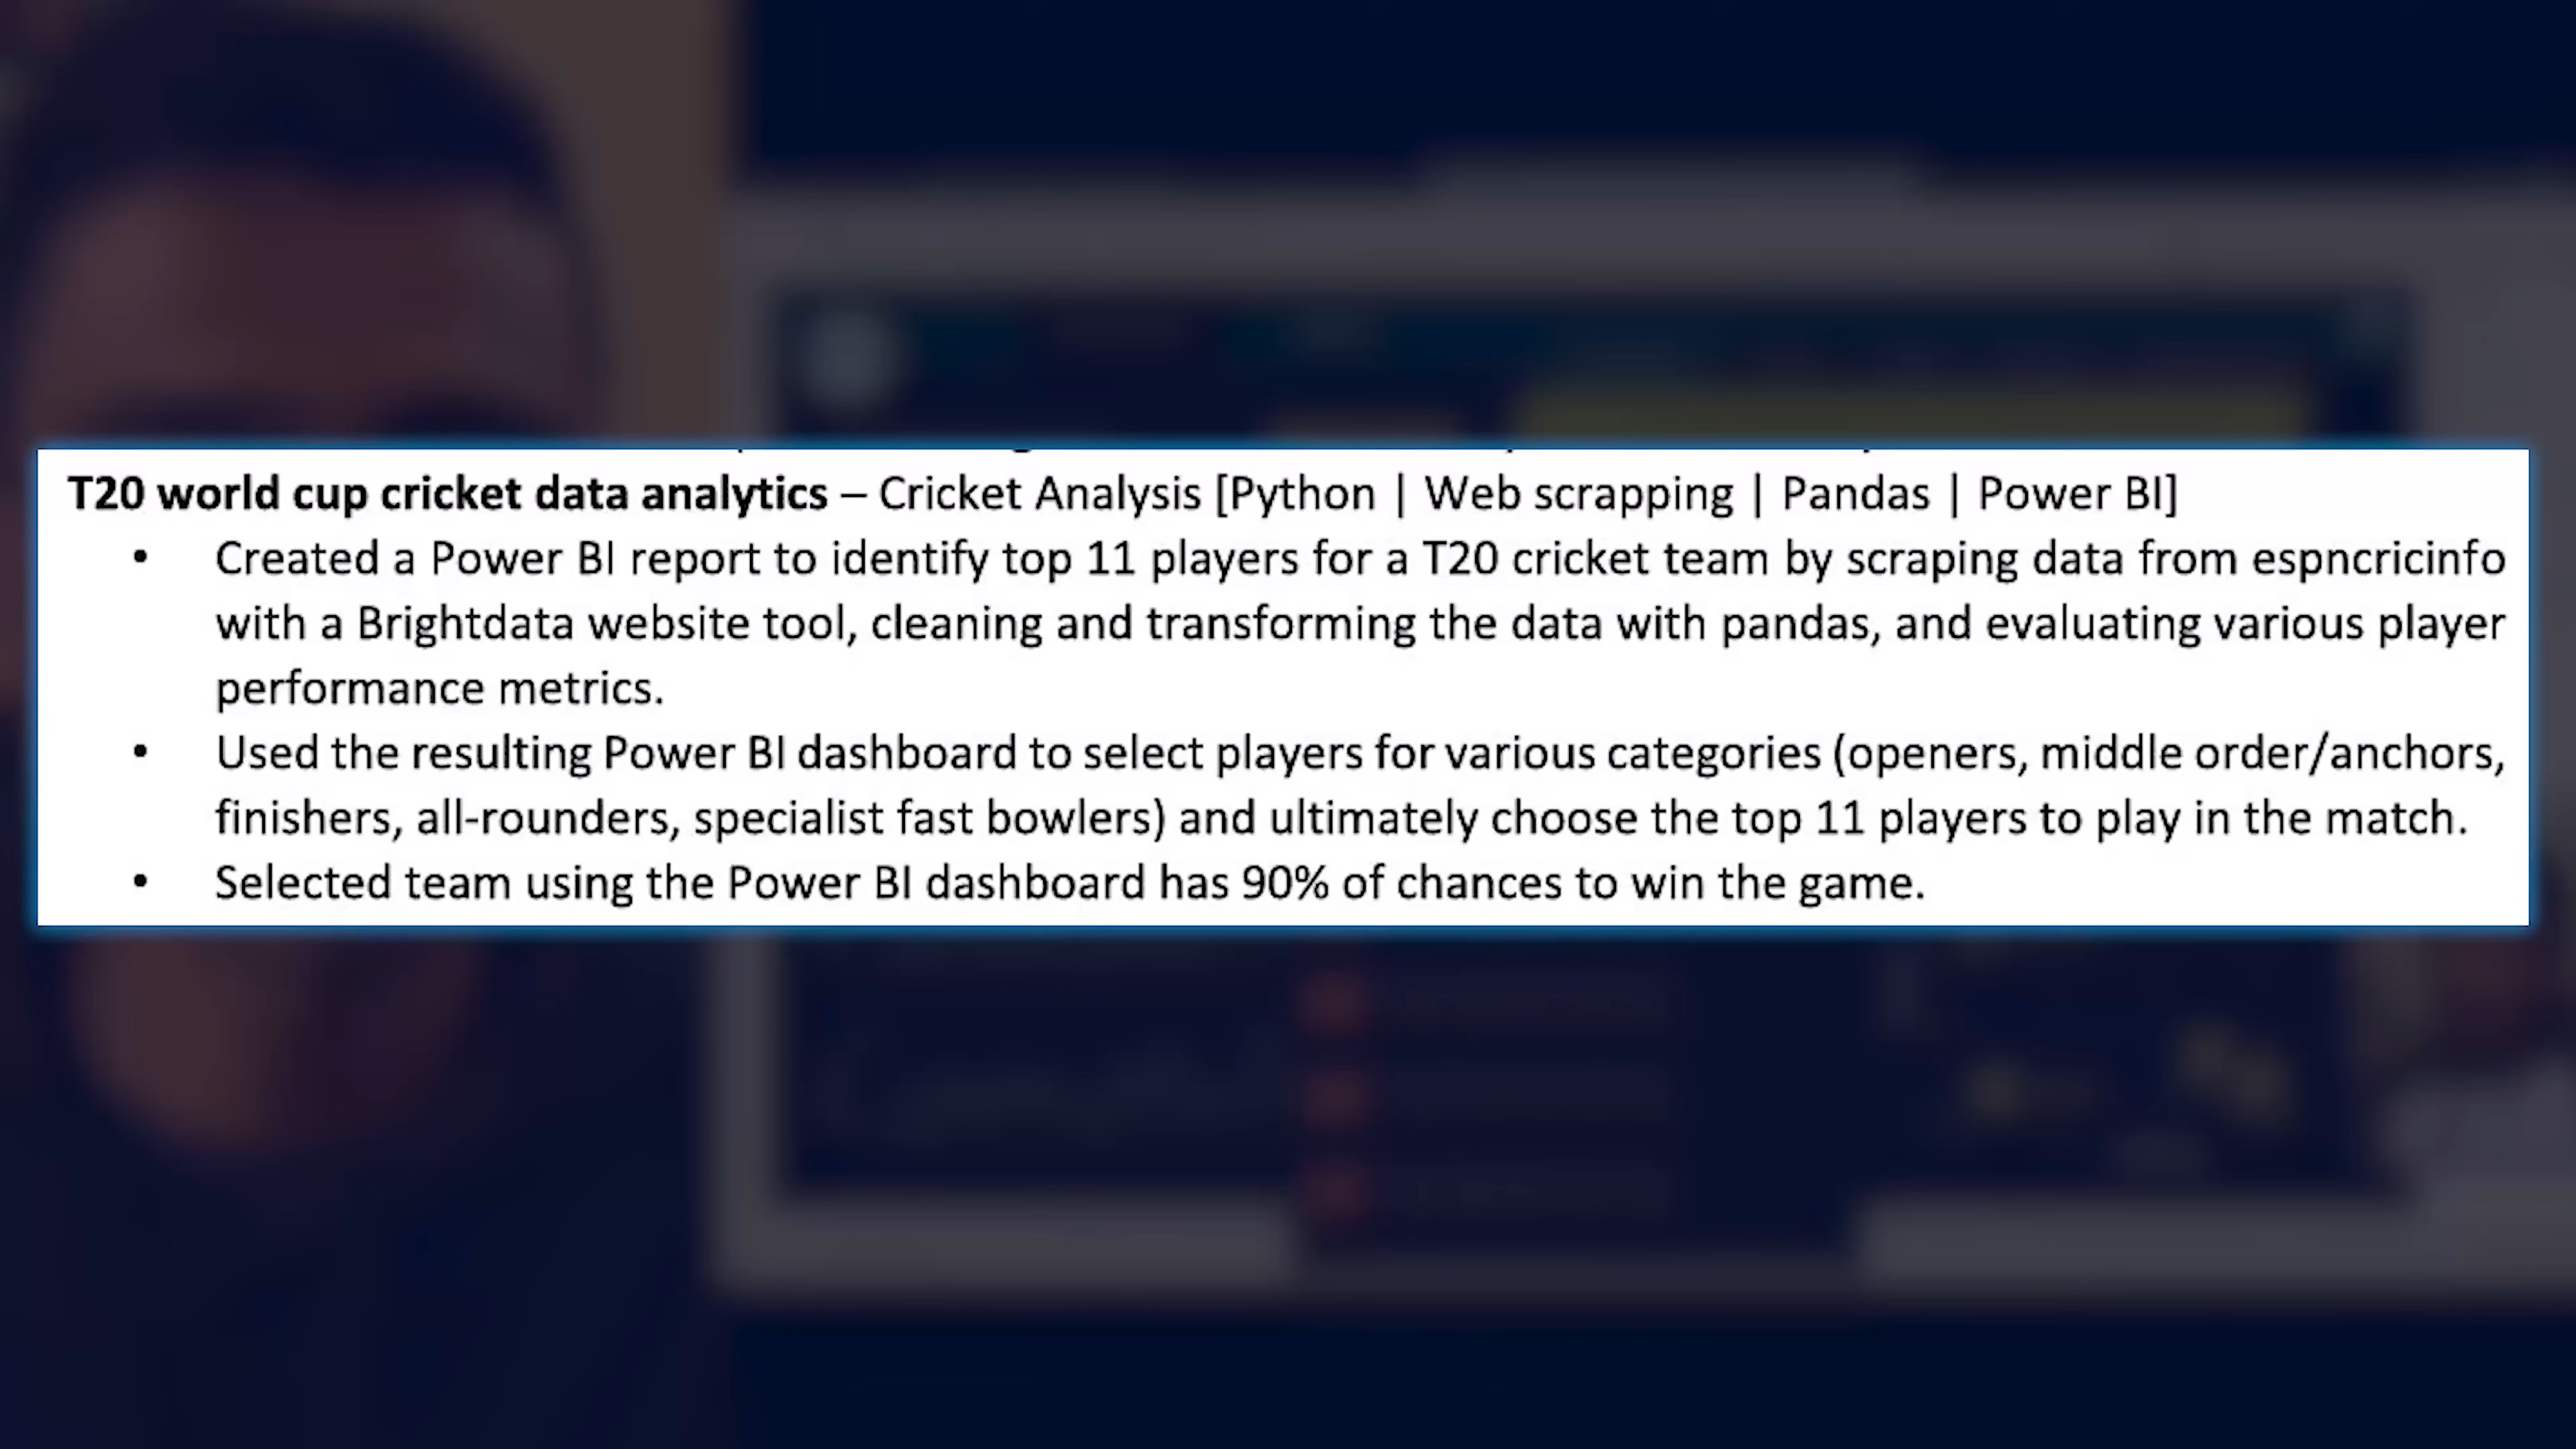 T20 world cup cricket data analytics – Cricket Analysis [Python | Web scrapping | Pandas | Power BI]
• Created a Power BI report to identify top 11 players for a T20 cricket team by scraping data from espncricinfo
with a Brightdata website tool, cleaning and transforming the data with pandas, and evaluating various player
performance metrics.
• Used the resulting Power BI dashboard to select players for various categories (openers, middle order/anchors,
finishers, all-rounders, specialist fast bowlers) and ultimately choose the top 11 players to play in the match.
• Selected team using the Power BI dashboard has 90% of chances to win the game.